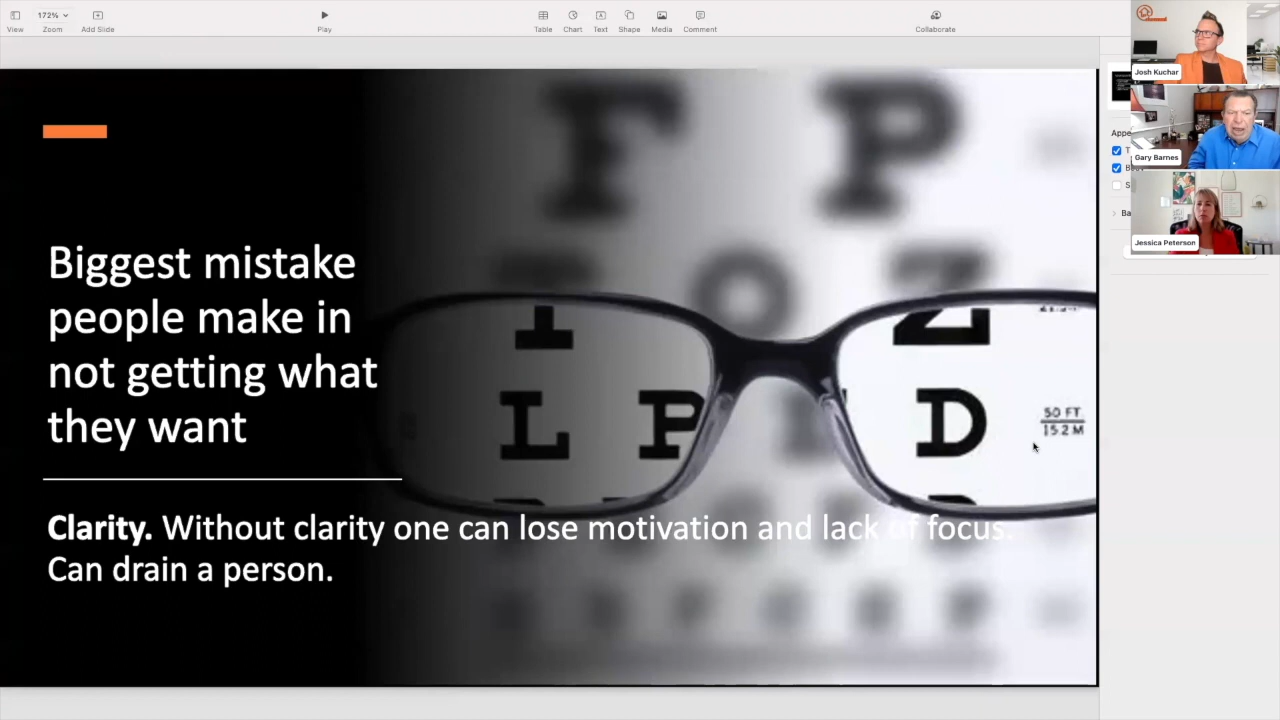 172%
View
Zoom
Add Slide
Play
Table
Chart
Text
Shape
Media
Comment
Collaborate
Josh Kuchar
Gary Barnes
Jessica Peterson
Biggest mistake
people make in
not getting what
they want
Clarity. Without clarity one can lose motivation and lack of focus.
Can drain a person.
F P
O Z
L P D
50 FT.
15.2 M